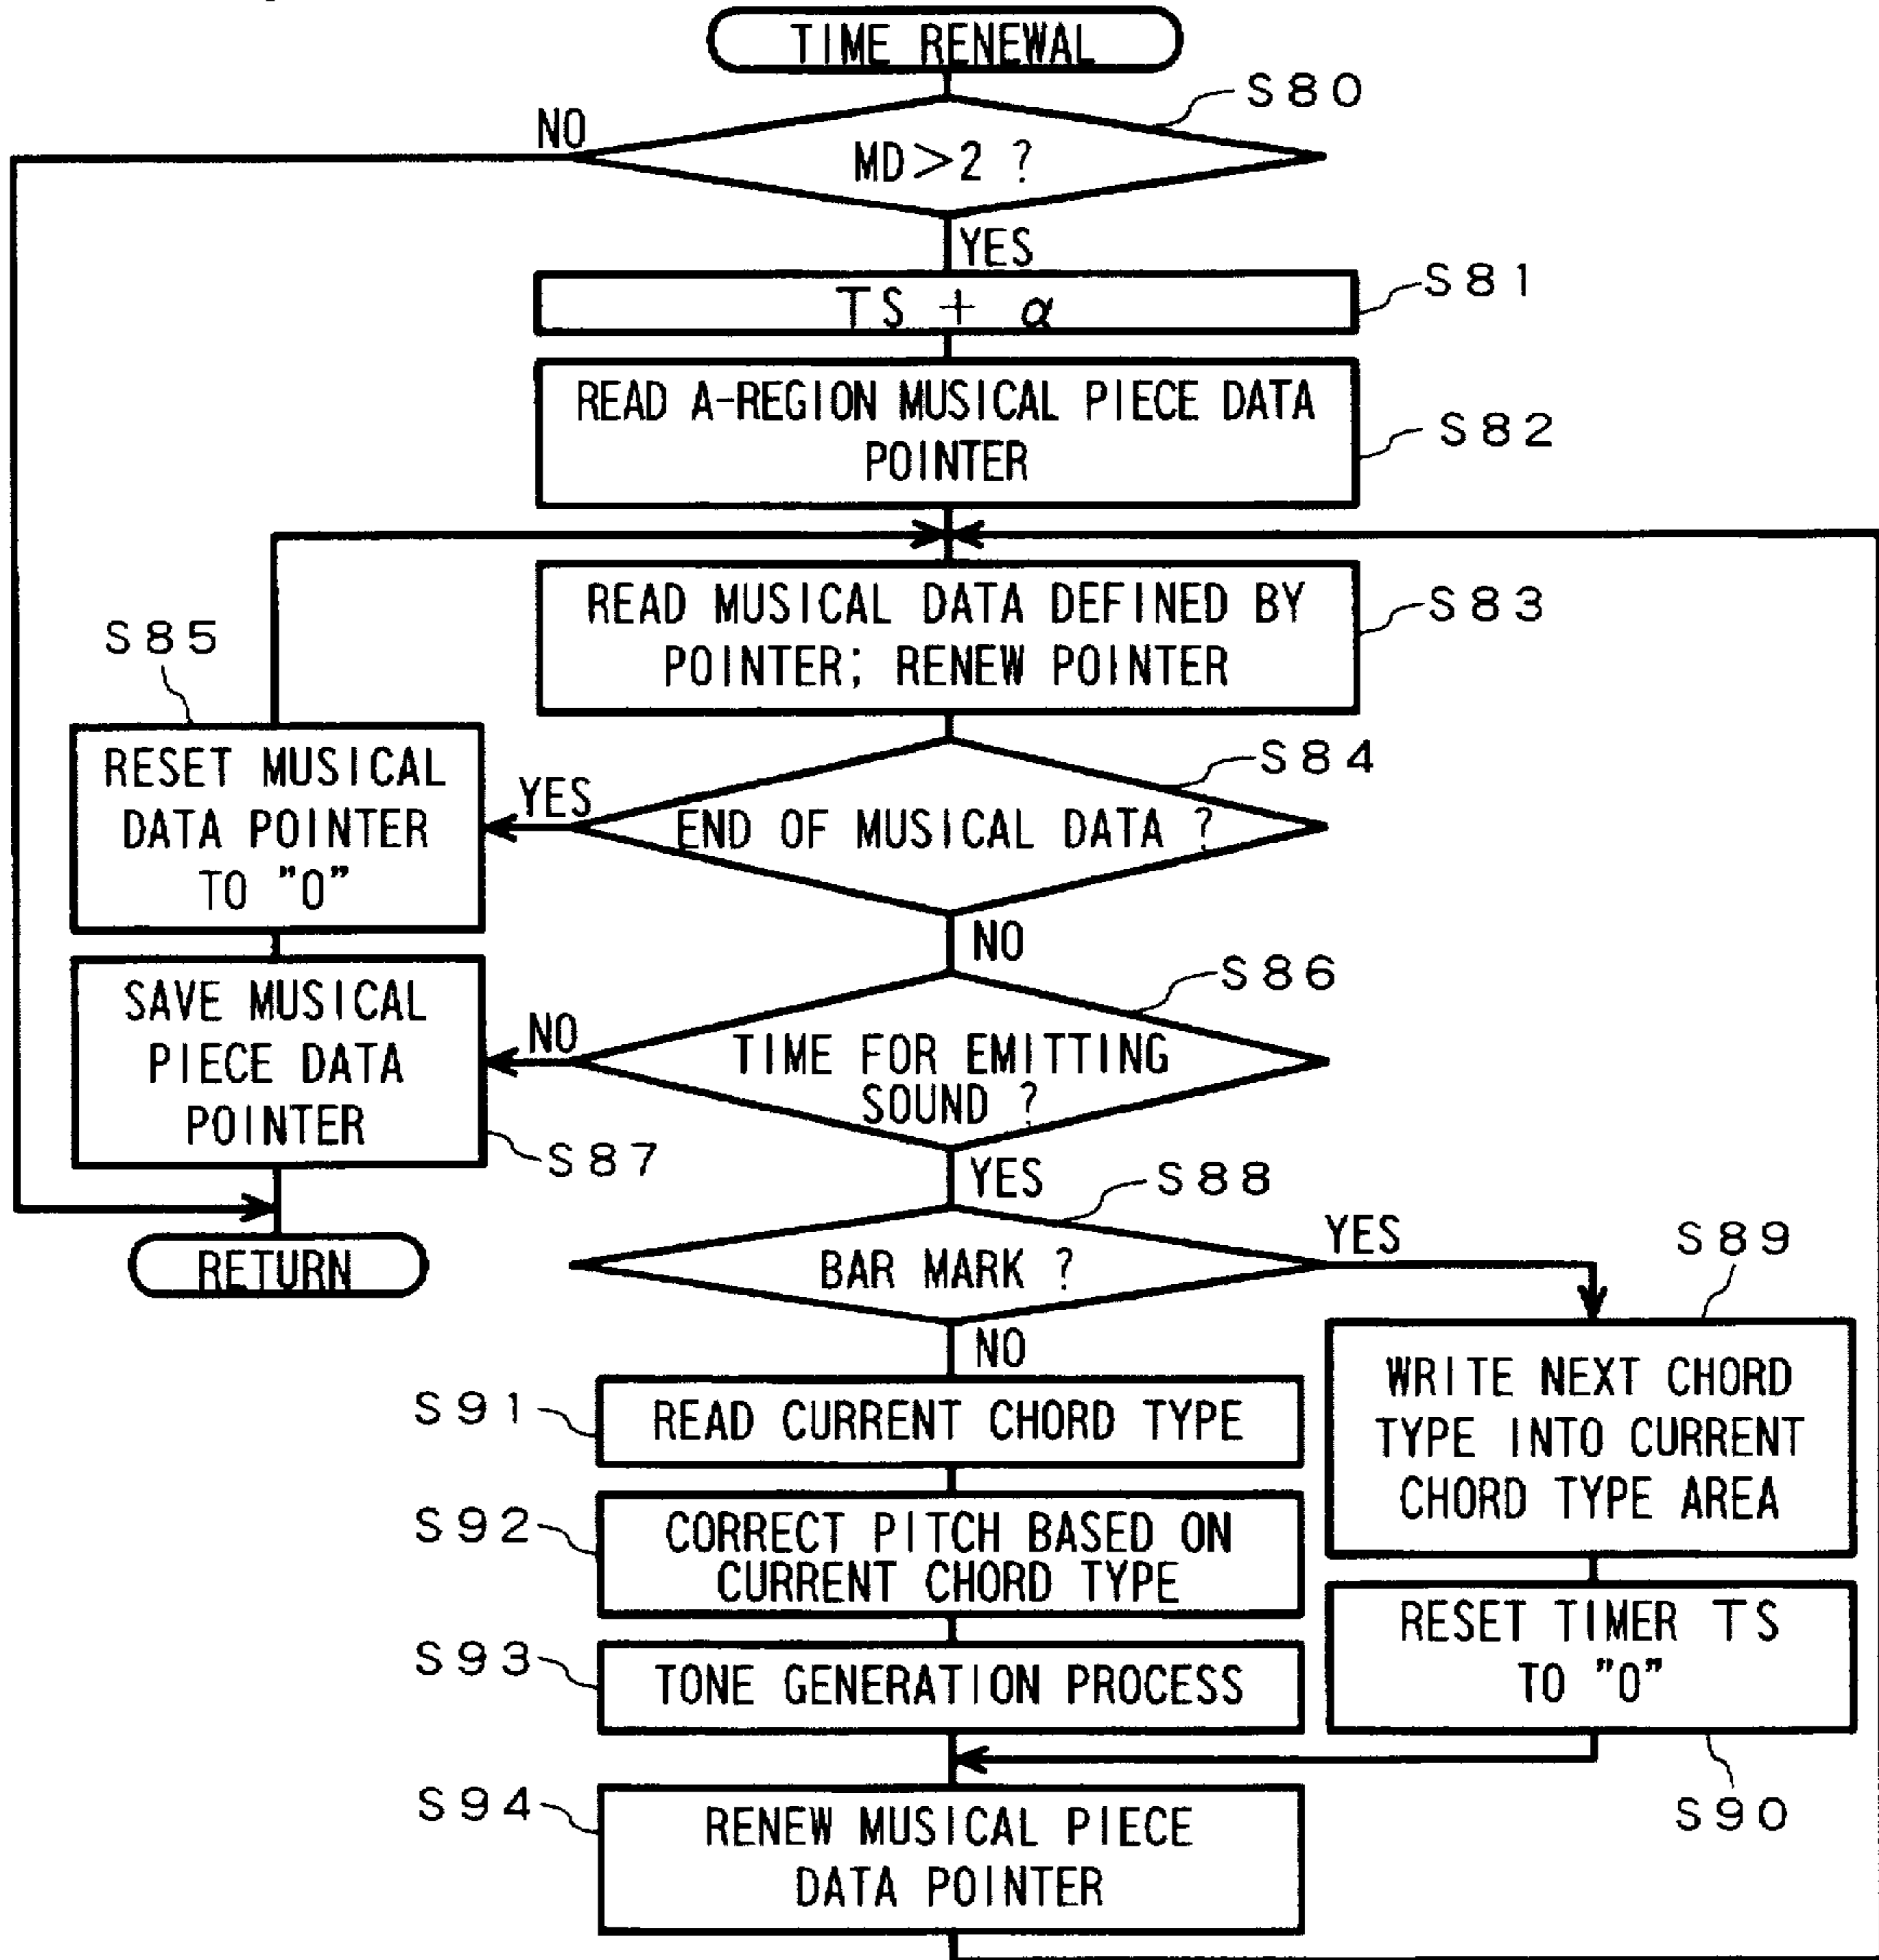 TIME RENEWAL
S80
NO
MD>2 ?
YES
S81
TS + α
READ A-REGION MUSICAL PIECE DATA
POINTER
S82
READ MUSICAL DATA DEFINED BY
POINTER; RENEW POINTER
S83
S85
RESET MUSICAL
DATA POINTER
TO "0"
S84
YES
END OF MUSICAL DATA ?
NO
SAVE MUSICAL
PIECE DATA
POINTER
S87
S86
NO
TIME FOR EMITTING
SOUND ?
YES
S88
RETURN
BAR MARK ?
YES
S89
NO
WRITE NEXT CHORD
TYPE INTO CURRENT
CHORD TYPE AREA
S91
READ CURRENT CHORD TYPE
S92
CORRECT PITCH BASED ON
CURRENT CHORD TYPE
RESET TIMER TS
TO "0"
S93
TONE GENERATION PROCESS
S90
S94
RENEW MUSICAL PIECE
DATA POINTER